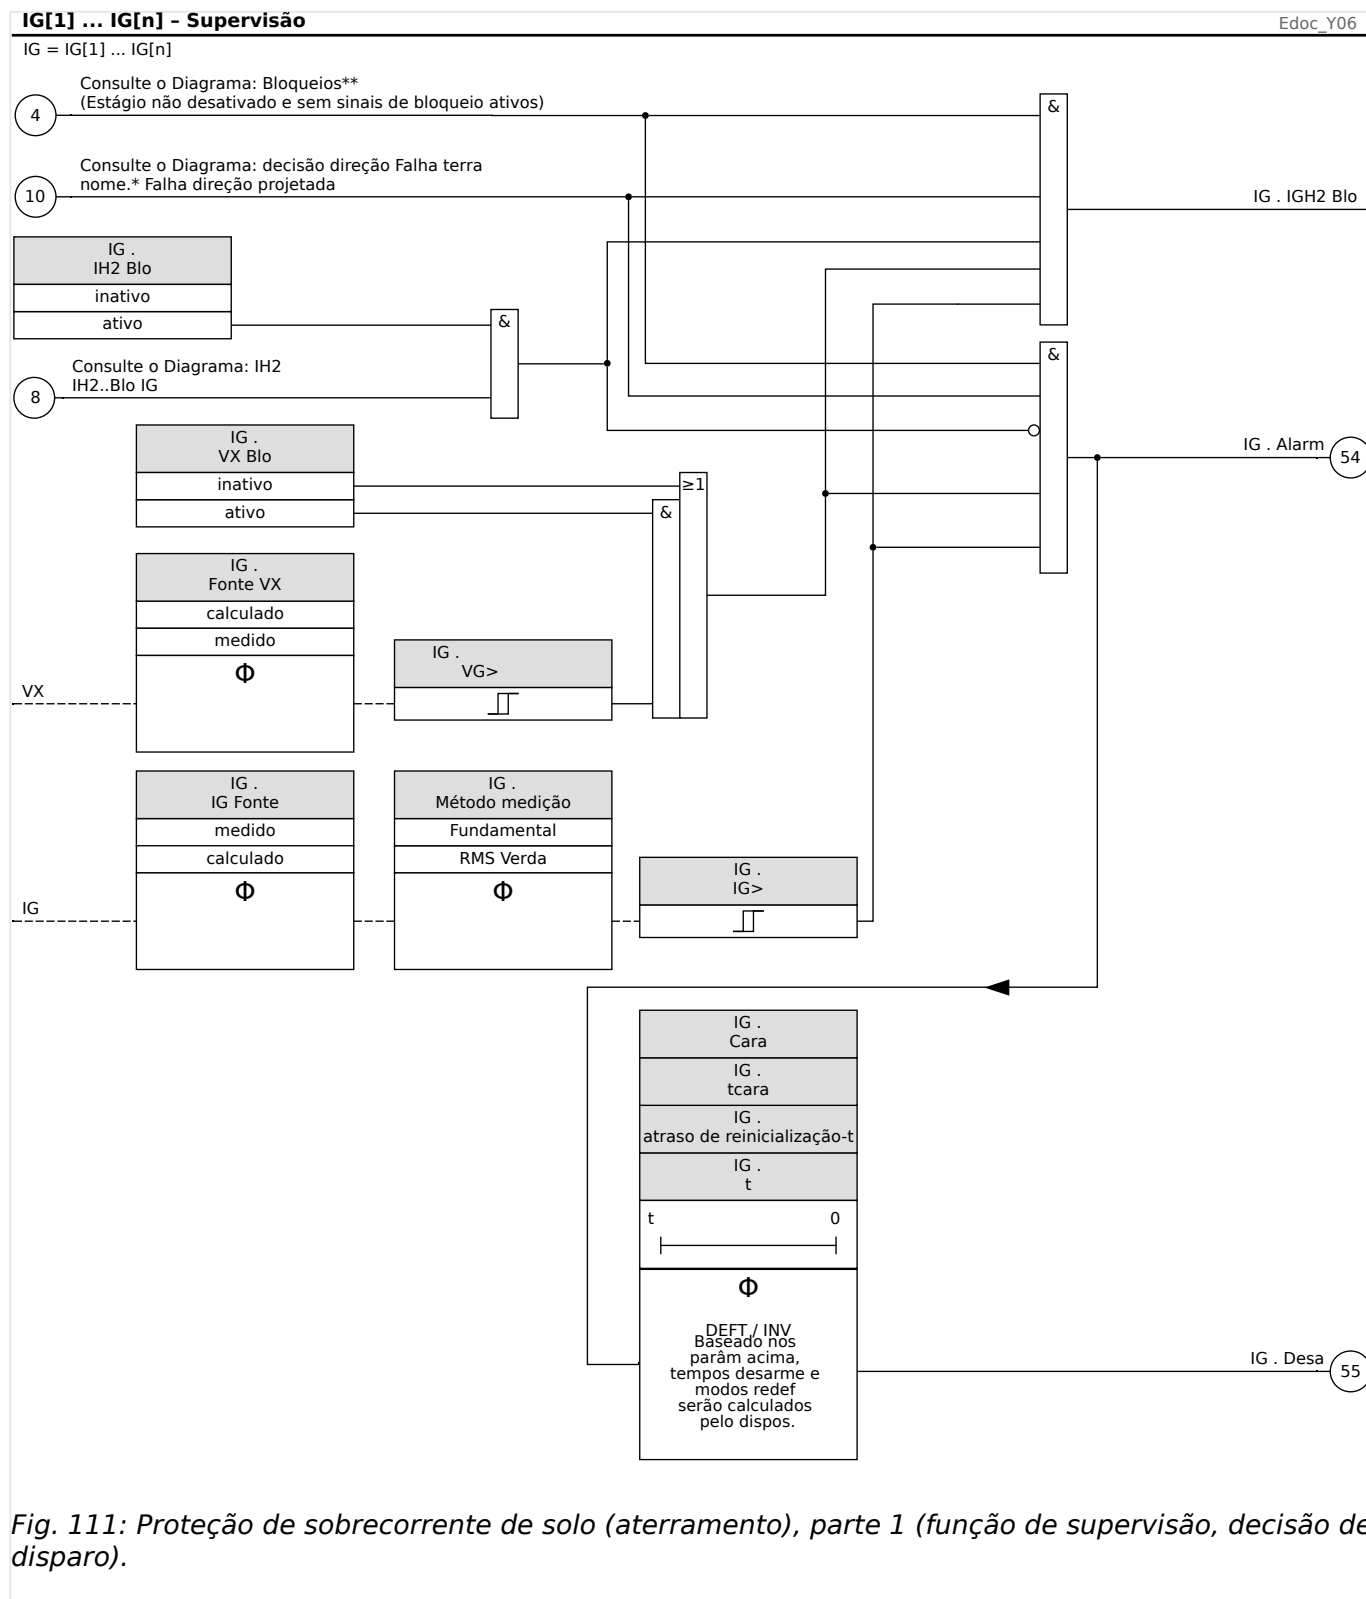 IG[1] ... IG[n] – Supervisão
Edoc_Y06
IG = IG[1] ... IG[n]
Consulte o Diagrama: Bloqueios**
(Estágio não desativado e sem sinais de bloqueio ativos)
4
&
Consulte o Diagrama: decisão direção Falha terra
nome.* Falha direção projetada
10
IG . IGH2 Blo
IG .
IH2 Blo
inativo
ativo
&
&
Consulte o Diagrama: IH2
IH2..Blo IG
8
IG .
VX Blo
inativo
ativo
≥1
&
IG . Alarm
54
IG .
Fonte VX
calculado
medido
Φ
VX
IG .
VG>
IG .
IG Fonte
medido
calculado
Φ
IG
IG .
Método medição
Fundamental
RMS Verda
Φ
IG .
IG>
IG .
Cara
IG .
tcara
IG .
atraso de reinicialização-t
IG .
t
t
0
Φ
DEFT / INV
Baseado nos
parâm acima,
tempos desarme e
modos redef
serão calculados
pelo dispos.
IG . Desa
55
Fig. 111: Proteção de sobrecorrente de solo (aterramento), parte 1 (função de supervisão, decisão de
disparo).